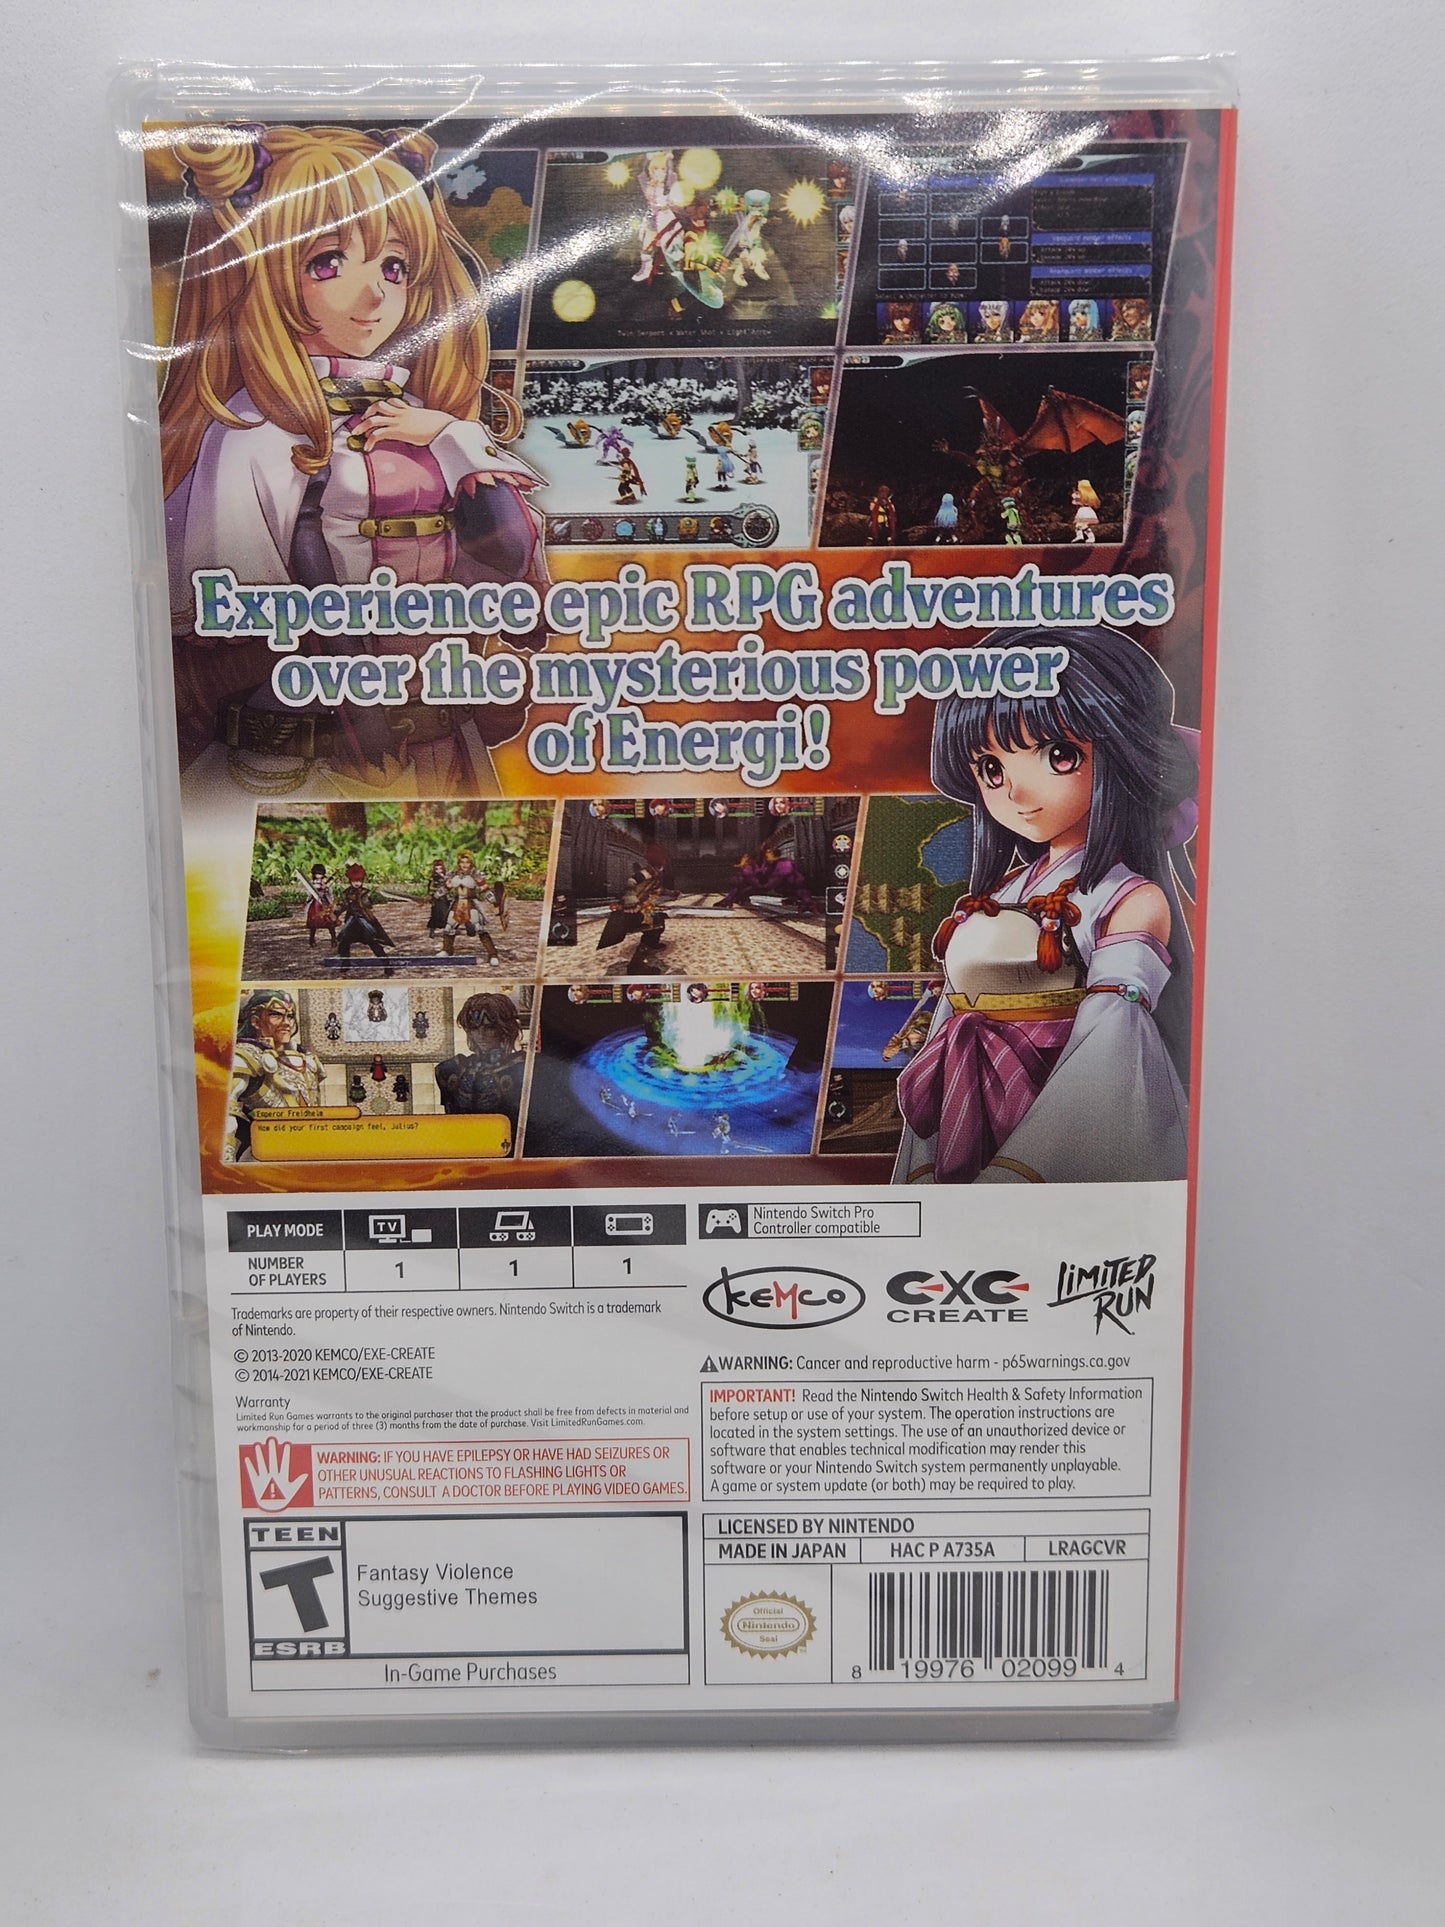 Twin Serpent x Water Shot x Light Arrow
Experience epic RPG adventures
over the mysterious power
of Energi!
Emperor Freidheim
How did your first campaign feel, Julius?
PLAY MODE
TV
NUMBER
OF PLAYERS
1
1
1
Nintendo Switch Pro
Controller compatible
KEMCO
EXE
CREATE
LIMITED
RUN
Trademarks are property of their respective owners. Nintendo Switch is a trademark
of Nintendo.
© 2013-2020 KEMCO/EXE-CREATE
© 2014-2021 KEMCO/EXE-CREATE
Warranty
Limited Run Games warrants to the original purchaser that the product shall be free from defects in material and
workmanship for a period of three (3) months from the date of purchase. Visit LimitedRunGames.com.
WARNING: IF YOU HAVE EPILEPSY OR HAVE HAD SEIZURES OR
OTHER UNUSUAL REACTIONS TO FLASHING LIGHTS OR
PATTERNS, CONSULT A DOCTOR BEFORE PLAYING VIDEO GAMES.
WARNING: Cancer and reproductive harm - p65warnings.ca.gov
IMPORTANT! Read the Nintendo Switch Health & Safety Information
before setup or use of your system. The operation instructions are
located in the system settings. The use of an unauthorized device or
software that enables technical modification may render this
software or your Nintendo Switch system permanently unplayable.
A game or system update (or both) may be required to play.
TEEN
T
ESRB
Fantasy Violence
Suggestive Themes
In-Game Purchases
LICENSED BY NINTENDO
MADE IN JAPAN
HAC P A735A
LRAGCVR
Official
Nintendo
Seal
8 19976 02099 4